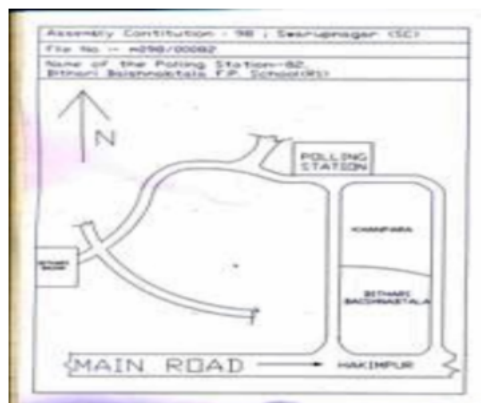 Assembly Contitution - 98 ; Swarupnagar (SC)
File No. - m298/00082
Name of the Polling Station-82,
Bithari Baishnabtala F.P. School(RS)
N
POLLING
STATION
KHANPARA
BITHARI
BAISHNABTALA
MAIN ROAD
HAKIMPUR